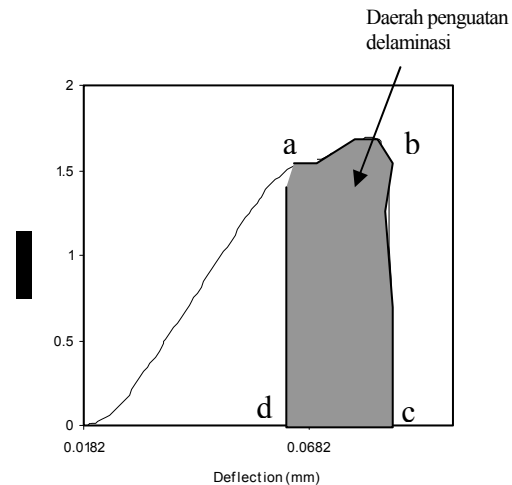 Daerah penguatan
delaminasi
2
a
b
1.5
1
0.5
d
c
0
0.0182
0.0682
Deflection (mm)